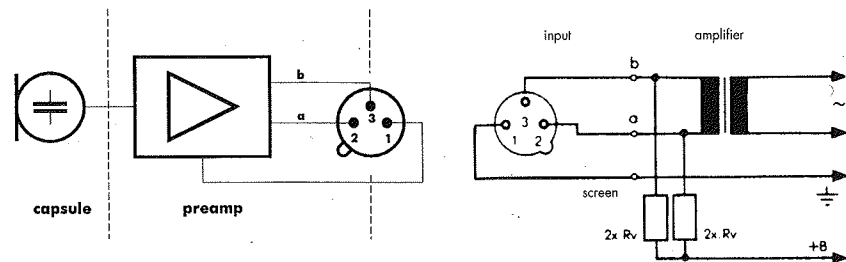 capsule
preamp
b
a
3
2
1
input
amplifier
b
a
3
1
2
screen
2x Rv
2x Rv
+B
~